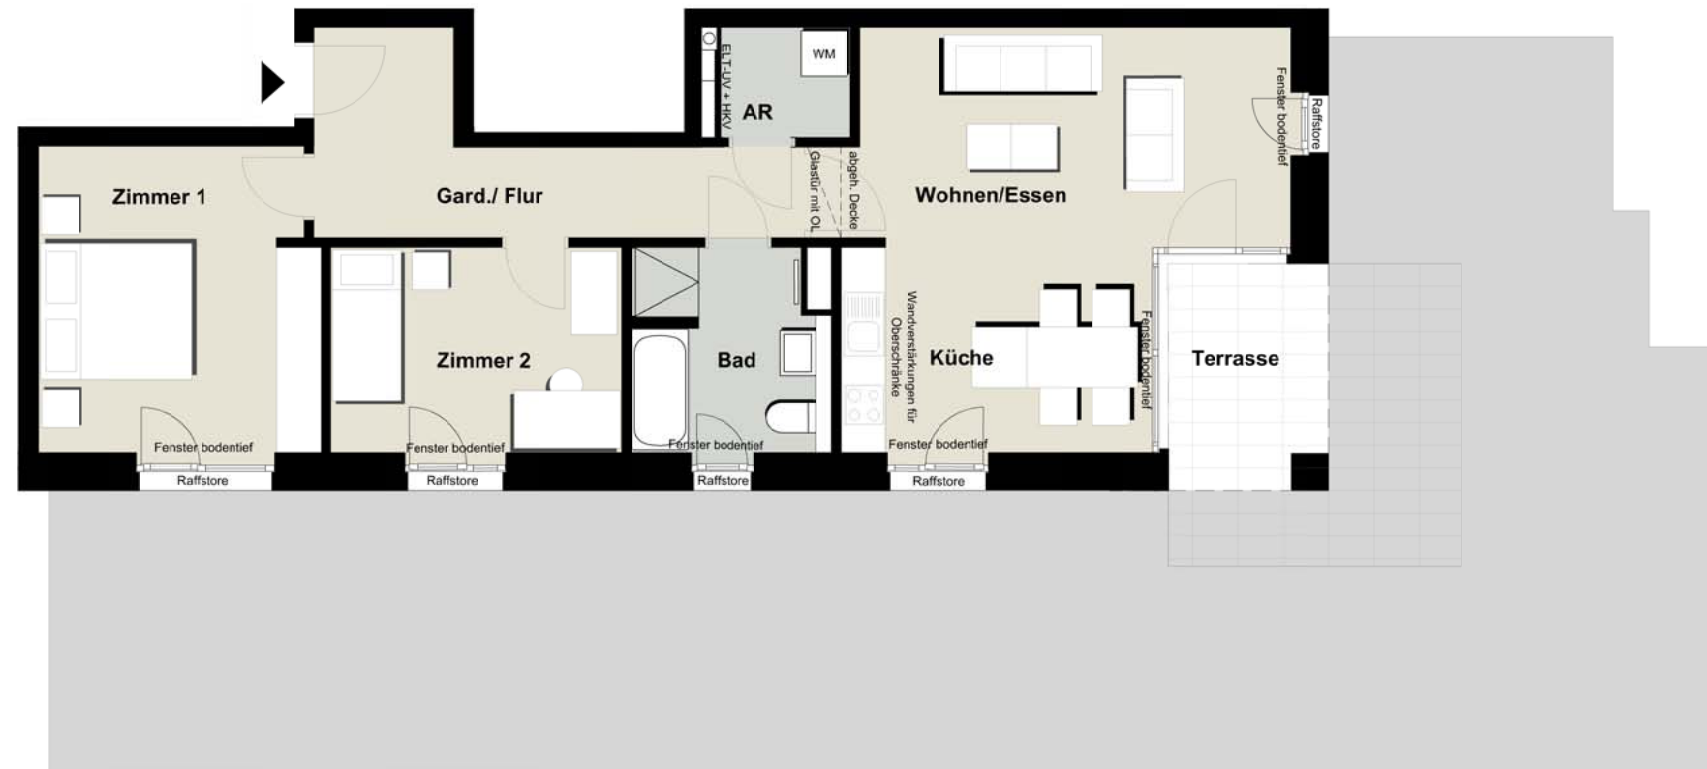 WM
ELT-UV + HKV
AR
Fenster bodentief
Raffstore
Zimmer 1
Gard./ Flur
Glastür mit OL
abgeh. Decke
Wohnen/Essen
Zimmer 2
Bad
Wandverstärkungen für
Oberschränke
Küche
Fenster bodentief
Terrasse
Fenster bodentief
Fenster bodentief
Fenster bodentief
Fenster bodentief
Raffstore
Raffstore
Raffstore
Raffstore